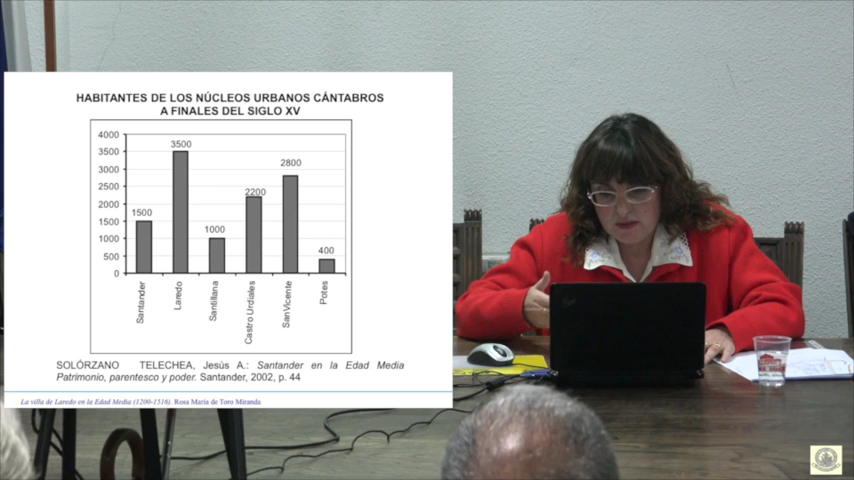 HABITANTES DE LOS NÚCLEOS URBANOS CÁNTABROS
A FINALES DEL SIGLO XV
4000
3500
3000
2500
2000
1500
1000
500
0
1500
3500
1000
2200
2800
400
Santander
Laredo
Santillana
Castro Urdiales
SanVicente
Potes
SOLÓRZANO TELECHEA, Jesús A.: Santander en la Edad Media
Patrimonio, parentesco y poder. Santander, 2002, p. 44
La villa de Laredo en la Edad Media (1200-1516). Rosa María de Toro Miranda